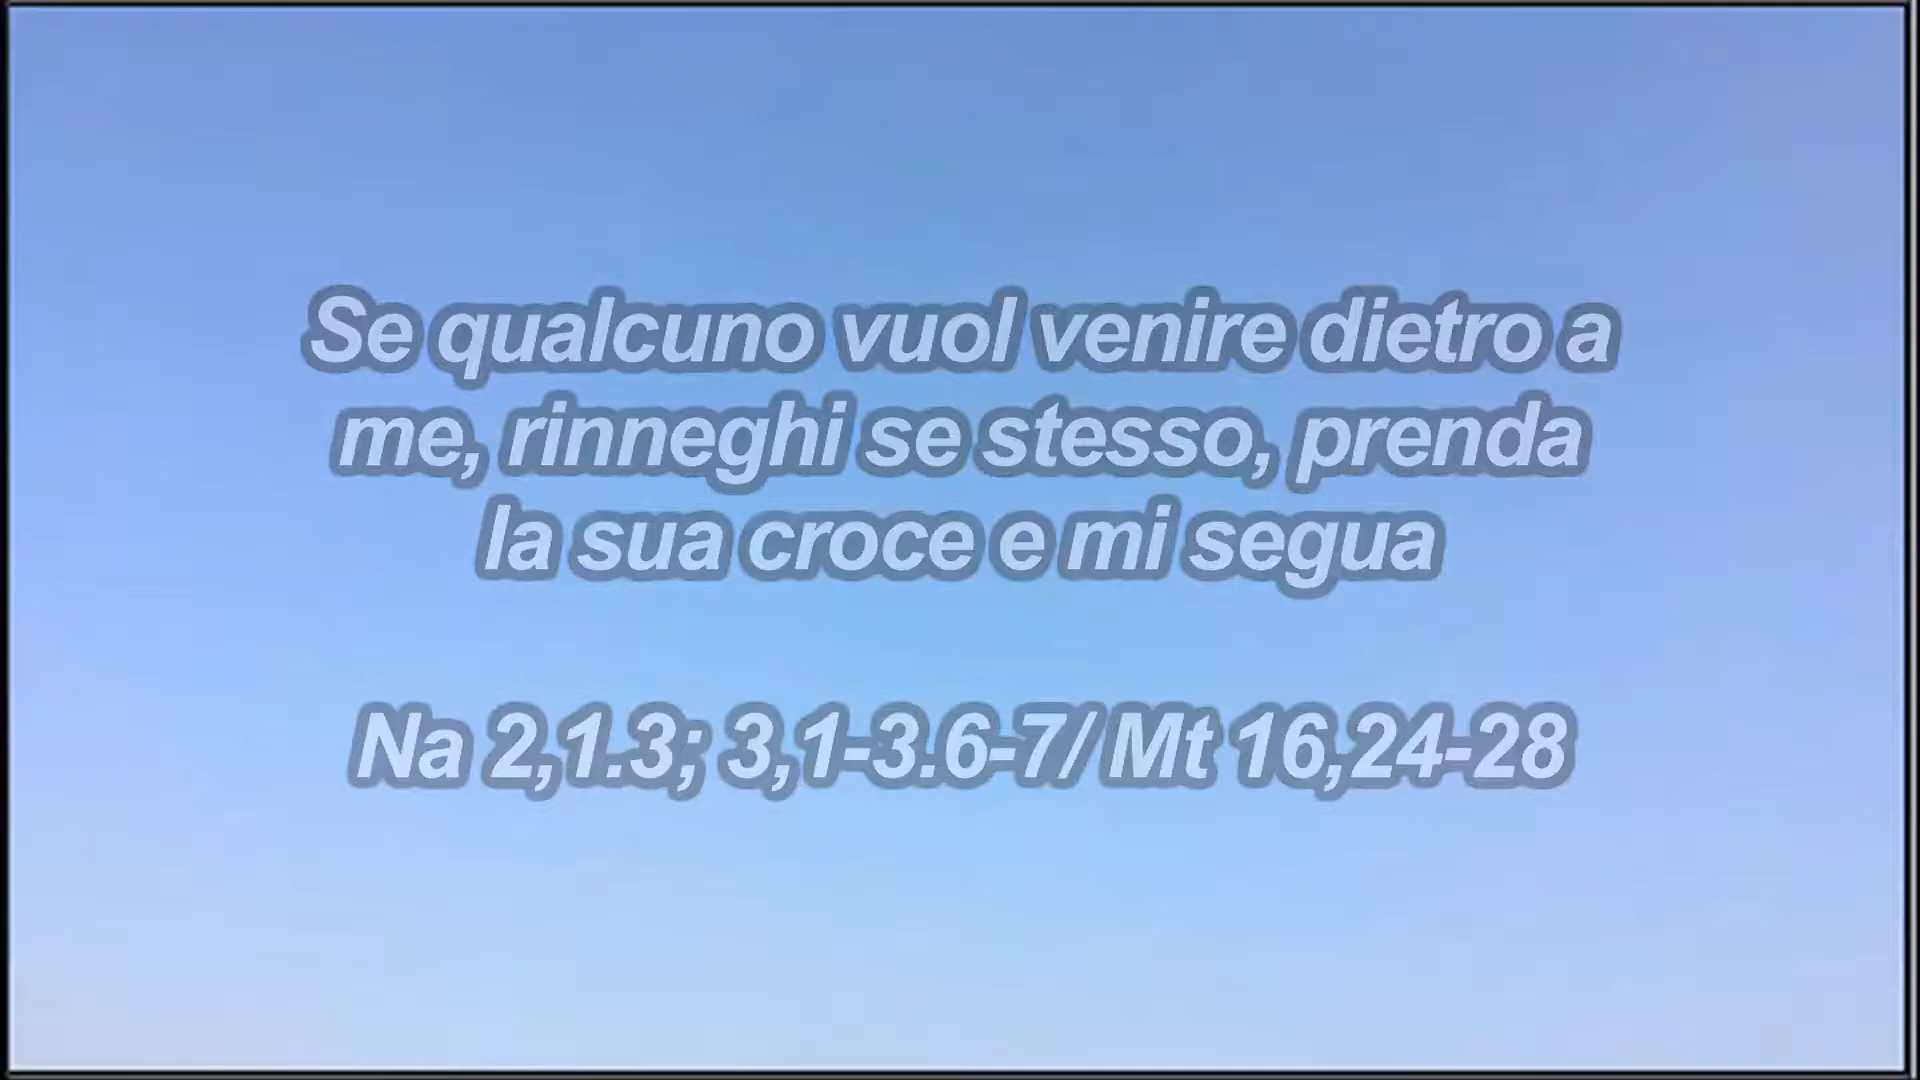 Se qualcuno vuol venire dietro a
me, rinneghi se stesso, prenda
la sua croce e mi segua
Na 2,1.3; 3,1-3.6-7/ Mt 16,24-28